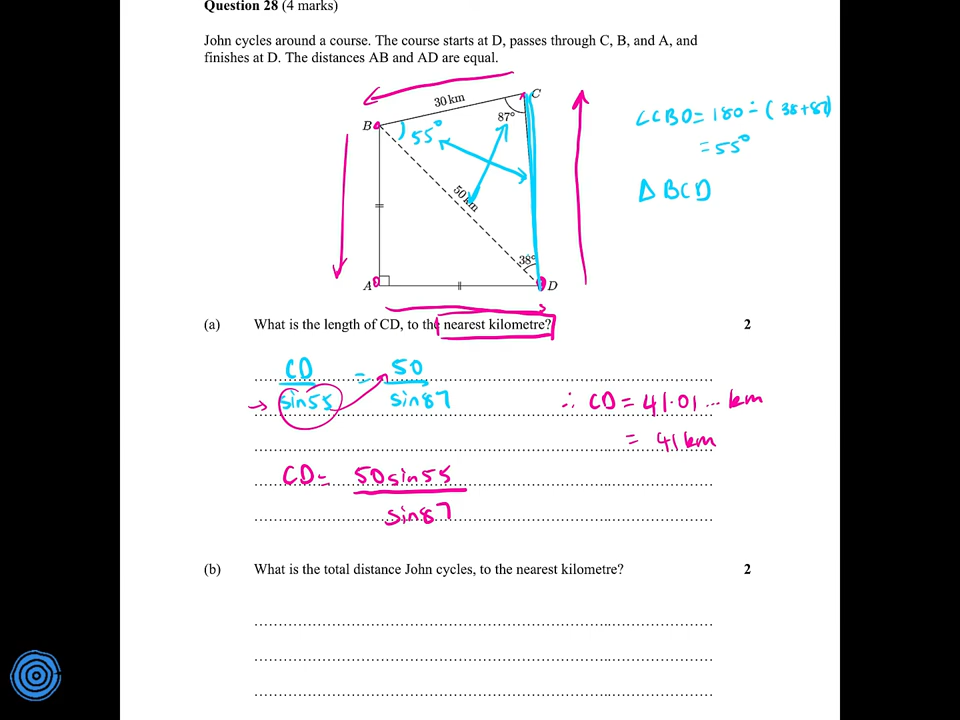 Question 28 (4 marks)
John cycles around a course. The course starts at D, passes through C, B, and A, and
finishes at D. The distances AB and AD are equal.
C
30 km
87°
B
55°
50 km
38°
A
D
∠CBD = 180 - (38+87)
= 55°
Δ BCD
(a) What is the length of CD, to the nearest kilometre? 2
CD/sin55 = 50/sin87
CD = 50sin55/sin87
∴ CD = 41.01... km
= 41 km
(b) What is the total distance John cycles, to the nearest kilometre? 2